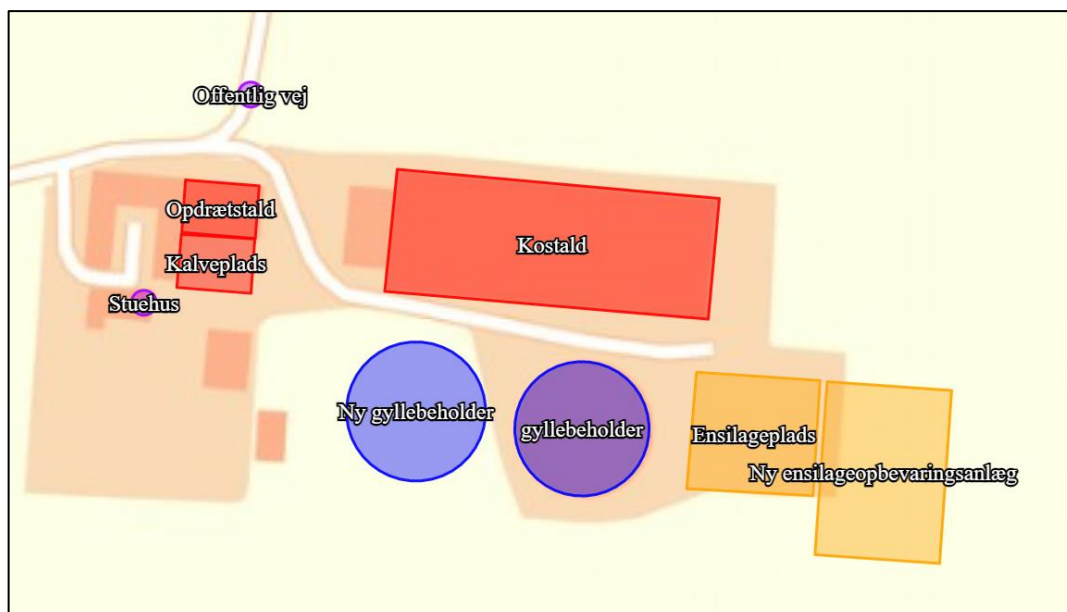 Offentlig vej
Opdrætstald
Kostald
Kalveplads
Stuehus
Ny gyllebeholder
gyllebeholder
Ensilageplads
Ny ensilageopbevaringsanlæg